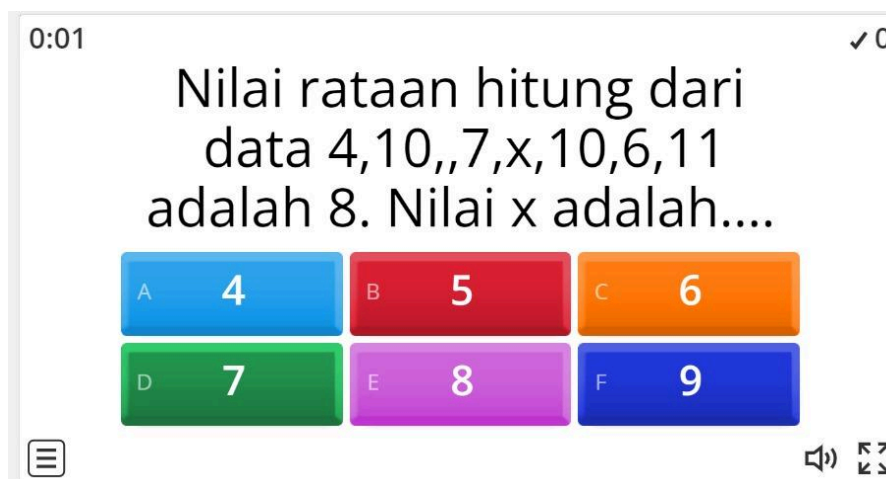 0:01
✓ 0
Nilai rataan hitung dari
data 4,10,,7,x,10,6,11
adalah 8. Nilai x adalah....
A 4
B 5
C 6
D 7
E 8
F 9